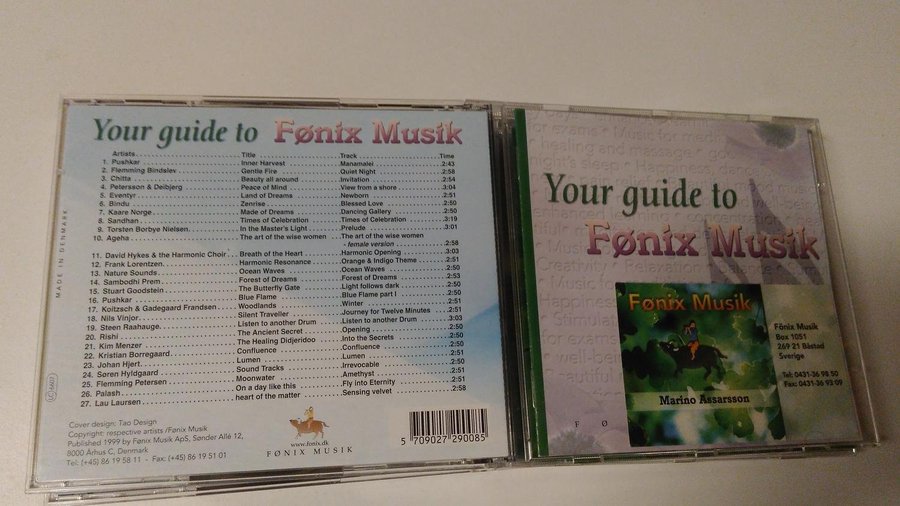 Your guide to Fønix Musik
Artists Title Track Time
1. Pushkar Inner Harvest Manamalei 2:43
2. Flemming Bindslev Gentle Fire Quiet Night 2:58
3. Chitta Beauty all around Invitation 2:54
4. Petersson & Deibjerg Peace of Mind View from a shore 3:04
5. Eventyr Land of Dreams Newborn 2:51
6. Bindu Zenrise Blessed Love 2:50
7. Kaare Norge Made of Dreams Dancing Gallery 2:50
8. Sandhan Times of Celebration Times of Celebration 3:19
9. Torsten Borbye Nielsen In the Master's Light Prelude 3:01
10. Ageha The art of the wise women The art of the wise women
- female version 2:58
11. David Hykes & the Harmonic Choir Breath of the Heart Harmonic Opening 3:03
12. Frank Lorentzen Harmonic Resonance Orange & Indigo Theme 2:51
13. Nature Sounds Ocean Waves Ocean Waves 2:50
14. Sambodhi Prem Forest of Dreams Forest of Dreams 2:53
15. Stuart Goodstein The Butterfly Gate Light follows dark 2:50
16. Pushkar Blue Flame Blue Flame part I 2:50
17. Koitzsch & Gadegaard Frandsen Woodlands Winter 2:51
18. Nils Vinjor Silent Traveller Journey for Twelve Minutes 2:51
19. Steen Raahauge Listen to another Drum Listen to another Drum 3:03
20. Rishi The Ancient Secret Opening 2:50
21. Kim Menzer The Healing Didjeridoo Into the Secrets 2:50
22. Kristian Borregaard Confluence Confluence 2:50
23. Johan Hjert Lumen Lumen 2:51
24. Søren Hyldgaard Sound Tracks Irrevocable 2:51
25. Flemming Petersen Moonwater Amethyst 2:51
26. Palash On a day like this Fly into Eternity 2:51
27. Lau Laursen heart of the matter Sensing velvet 2:58
MADE IN DENMARK
Cover design: Tao Design
Copyright: respective artists /Fønix Musik
Published 1999 by Fønix Musik ApS, Sønder Allé 12,
8000 Århus C, Denmark
Tel: (+45) 86 19 58 11 - Fax: (+45) 86 19 51 01
www.fonix.dk
FØNIX MUSIK
5 709027 290085
Your guide to
Fønix Musik
Fønix Musik
Marino Assarsson
Fönix Musik
Box 1051
269 21 Båstad
Sverige
Tel: 0431-36 98 50
Fax: 0431-36 93 09